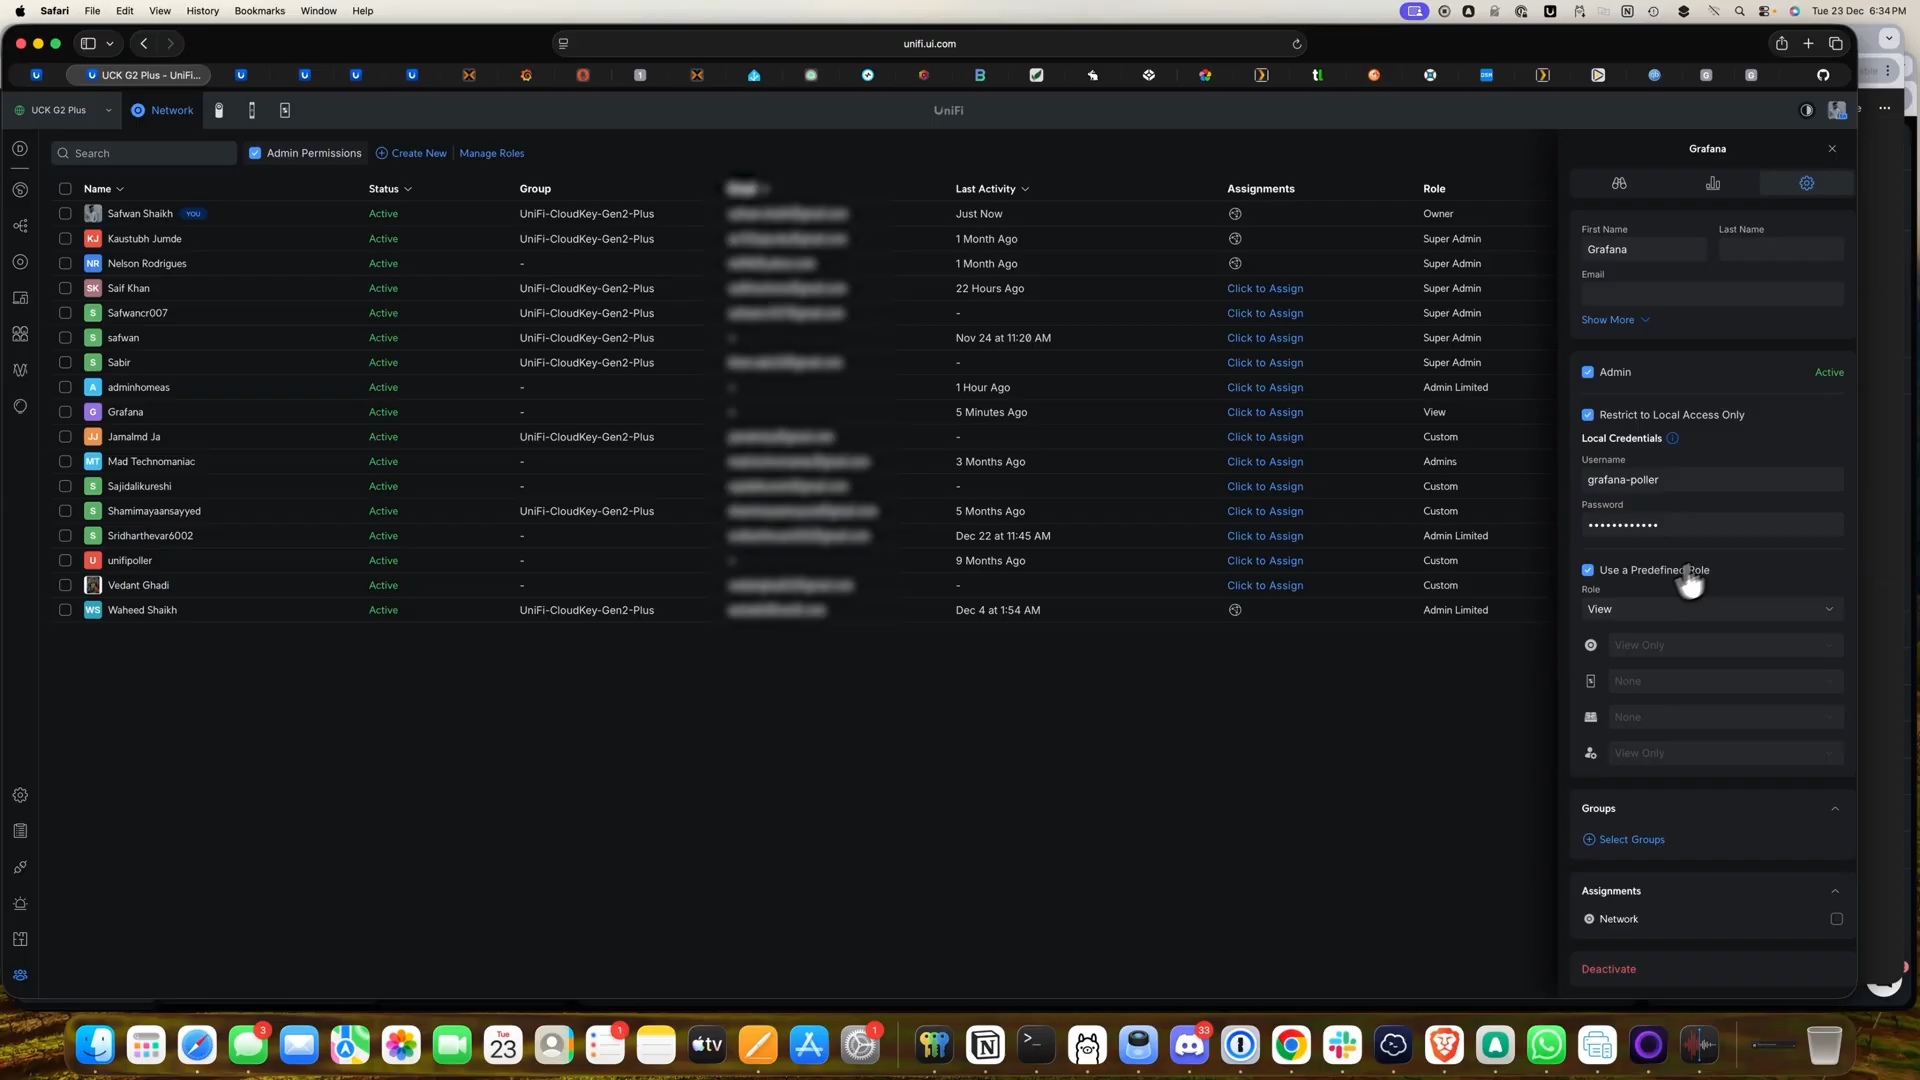 Safari File Edit View History Bookmarks Window Help
Tue 23 Dec 6:34 PM
unifi.ui.com
UCK G2 Plus - UniFi...
UCK G2 Plus
Network
UniFi
Search
Admin Permissions
Create New
Manage Roles
Name Status Group Last Activity Assignments Role
Safwan Shaikh YOU Active UniFi-CloudKey-Gen2-Plus Just Now Owner
KJ Kaustubh Jumde Active UniFi-CloudKey-Gen2-Plus 1 Month Ago Super Admin
NR Nelson Rodrigues Active - 1 Month Ago Super Admin
SK Saif Khan Active UniFi-CloudKey-Gen2-Plus 22 Hours Ago Click to Assign Super Admin
S Safwancr007 Active UniFi-CloudKey-Gen2-Plus - Click to Assign Super Admin
S safwan Active UniFi-CloudKey-Gen2-Plus Nov 24 at 11:20 AM Click to Assign Super Admin
S Sabir Active UniFi-CloudKey-Gen2-Plus - Click to Assign Super Admin
A adminhomeas Active - 1 Hour Ago Click to Assign Admin Limited
G Grafana Active - 5 Minutes Ago Click to Assign View
JJ Jamalmd Ja Active UniFi-CloudKey-Gen2-Plus - Click to Assign Custom
MT Mad Technomaniac Active - 3 Months Ago Click to Assign Admins
S Sajidalikureshi Active - - Click to Assign Custom
S Shamimayaansayyed Active UniFi-CloudKey-Gen2-Plus 5 Months Ago Click to Assign Custom
S Sridharthevar6002 Active - Dec 22 at 11:45 AM Click to Assign Admin Limited
U unifipoller Active - 9 Months Ago Click to Assign Custom
Vedant Ghadi Active - - Click to Assign Custom
WS Waheed Shaikh Active UniFi-CloudKey-Gen2-Plus Dec 4 at 1:54 AM Admin Limited
Grafana
First Name Last Name
Grafana
Email
Show More
Admin Active
Restrict to Local Access Only
Local Credentials
Username
grafana-poller
Password
••••••••••••
Use a Predefined Role
Role
View
View Only
None
None
View Only
Groups
Select Groups
Assignments
Network
Deactivate
3
Tue
23
1
tv
1
33